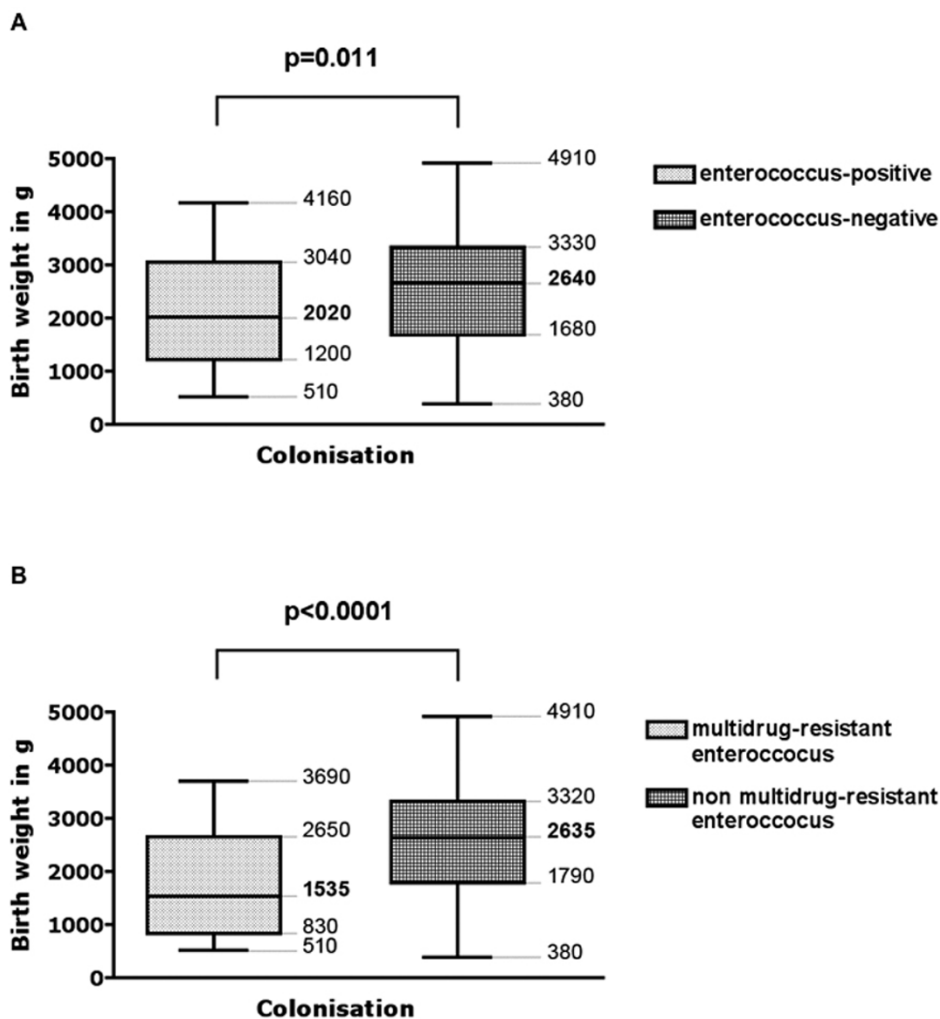 A
p=0.011
5000
4000
3000
2000
1000
0
Birth weight in g
4160
3040
2020
1200
510
4910
3330
2640
1680
380
Colonisation
enterococcus-positive
enterococcus-negative
B
p<0.0001
5000
4000
3000
2000
1000
0
Birth weight in g
3690
2650
1535
830
510
4910
3320
2635
1790
380
Colonisation
multidrug-resistant
enteroccocus
non multidrug-resistant
enteroccocus